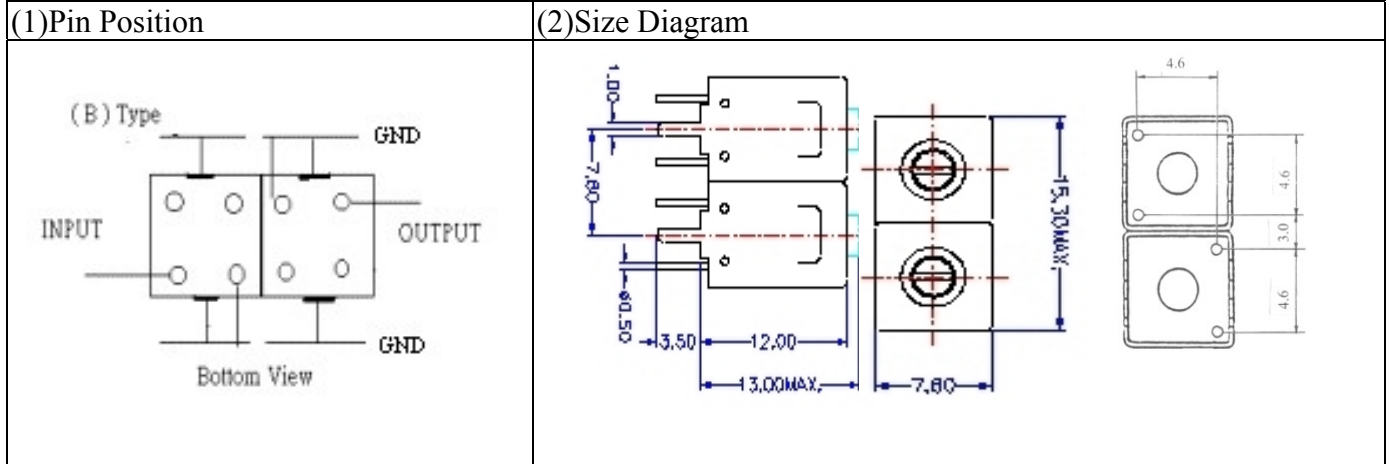 (1)Pin Position
(2)Size Diagram
(B) Type
GND
INPUT
OUTPUT
GND
Bottom View
1.00
7.60
ø0.50
3.50
12.00
13.00MAX.
15.30MAX.
7.60
4.6
4.6
3.0
4.6